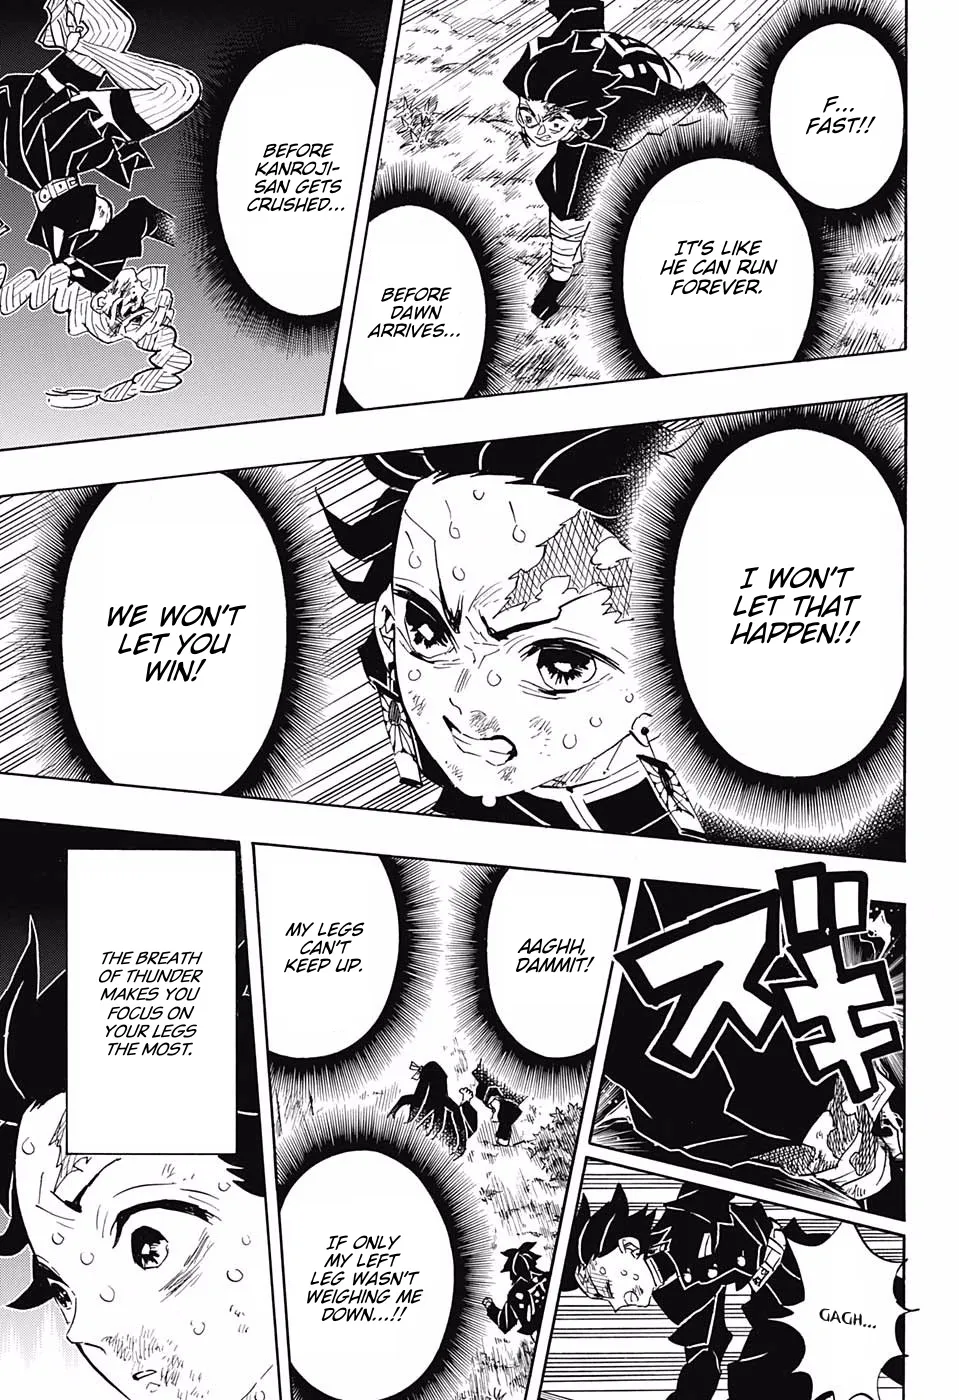 F...
FAST!!
IT'S LIKE
HE CAN RUN
FOREVER.
BEFORE
DAWN
ARRIVES...
BEFORE
KANROJI-
SAN GETS
CRUSHED...
I WON'T
LET THAT
HAPPEN!!
WE WON'T
LET YOU
WIN!
ズキ
GAGH...
AAGHH,
DAMMIT!
MY LEGS
CAN'T
KEEP UP.
IF ONLY
MY LEFT
LEG WASN'T
WEIGHING ME
DOWN...!!
THE BREATH
OF THUNDER
MAKES YOU
FOCUS ON
YOUR LEGS
THE MOST.